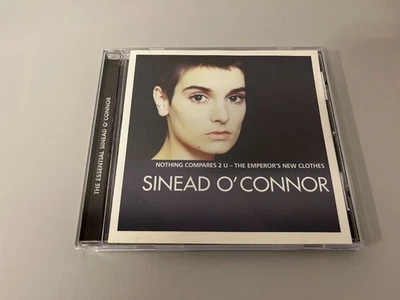 THE ESSENTIAL SINEAD O'CONNOR
NOTHING COMPARES 2 U – THE EMPEROR'S NEW CLOTHES
SINEAD O'CONNOR